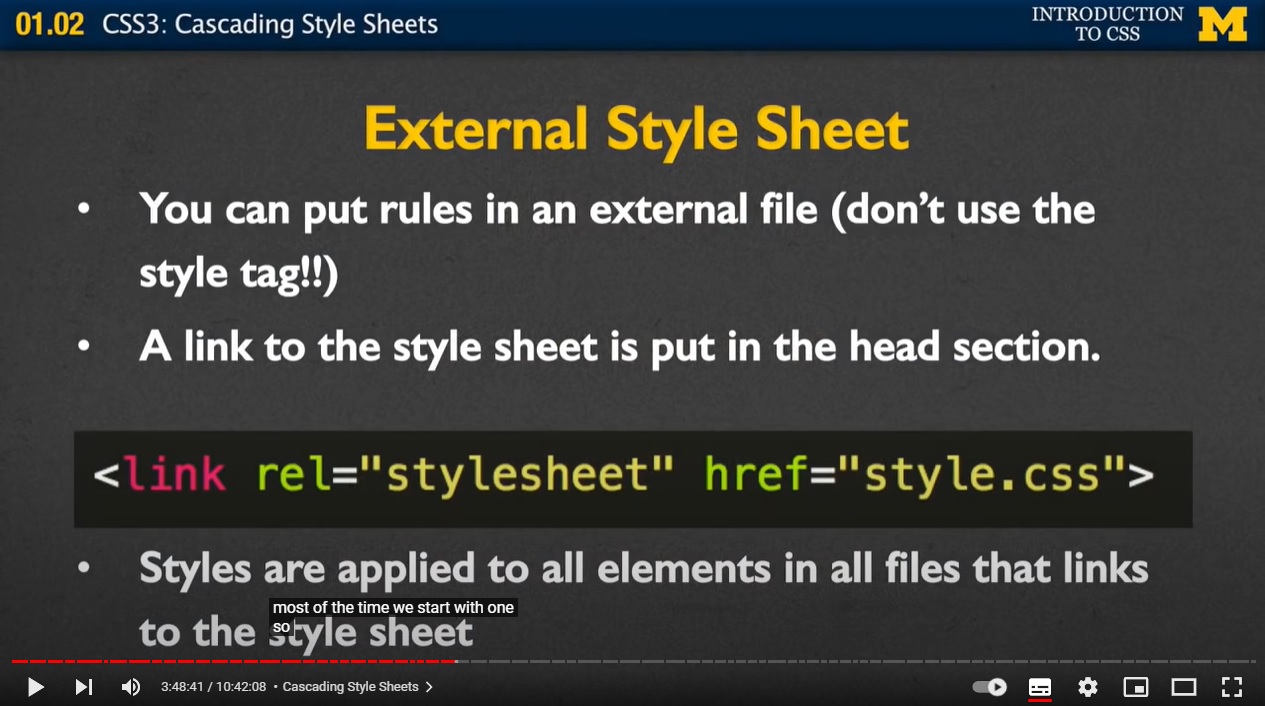 01.02 CSS3: Cascading Style Sheets
INTRODUCTION
TO CSS
M
External Style Sheet
• You can put rules in an external file (don’t use the
style tag!!)
• A link to the style sheet is put in the head section.
<link rel="stylesheet" href="style.css">
• Styles are applied to all elements in all files that links
to the style sheet
most of the time we start with one
so
3:48:41 / 10:42:08 • Cascading Style Sheets